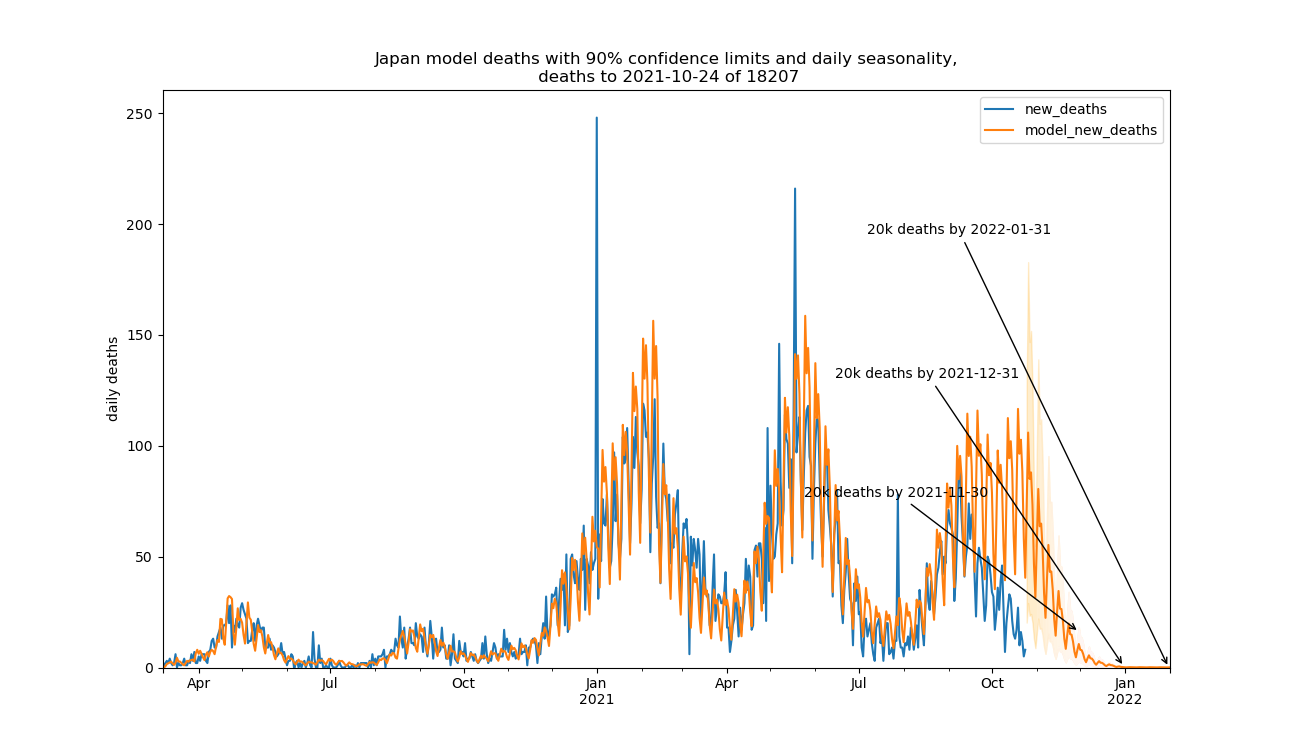 Japan model deaths with 90% confidence limits and daily seasonality,
deaths to 2021-10-24 of 18207
new_deaths
model_new_deaths
daily deaths
250
200
150
100
50
0
20k deaths by 2022-01-31
20k deaths by 2021-12-31
20k deaths by 2021-11-30
Apr
Jul
Oct
Jan
2021
Apr
Jul
Oct
Jan
2022